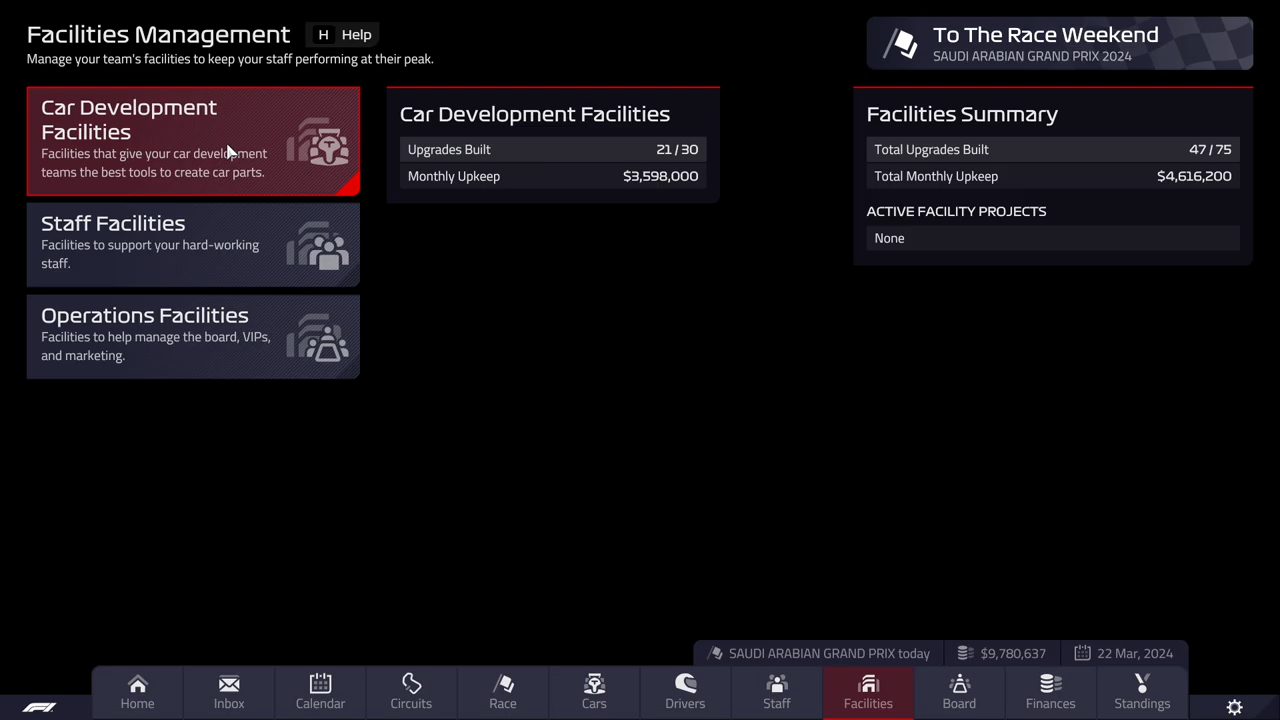 Facilities Management
H Help
Manage your team's facilities to keep your staff performing at their peak.
To The Race Weekend
SAUDI ARABIAN GRAND PRIX 2024
Car Development
Facilities
Facilities that give your car development
teams the best tools to create car parts.
Staff Facilities
Facilities to support your hard-working
staff.
Operations Facilities
Facilities to help manage the board, VIPs,
and marketing.
Car Development Facilities
Upgrades Built 21 / 30
Monthly Upkeep $3,598,000
Facilities Summary
Total Upgrades Built 47 / 75
Total Monthly Upkeep $4,616,200
ACTIVE FACILITY PROJECTS
None
SAUDI ARABIAN GRAND PRIX today $9,780,637 22 Mar, 2024
Home Inbox Calendar Circuits Race Cars Drivers Staff Facilities Board Finances Standings